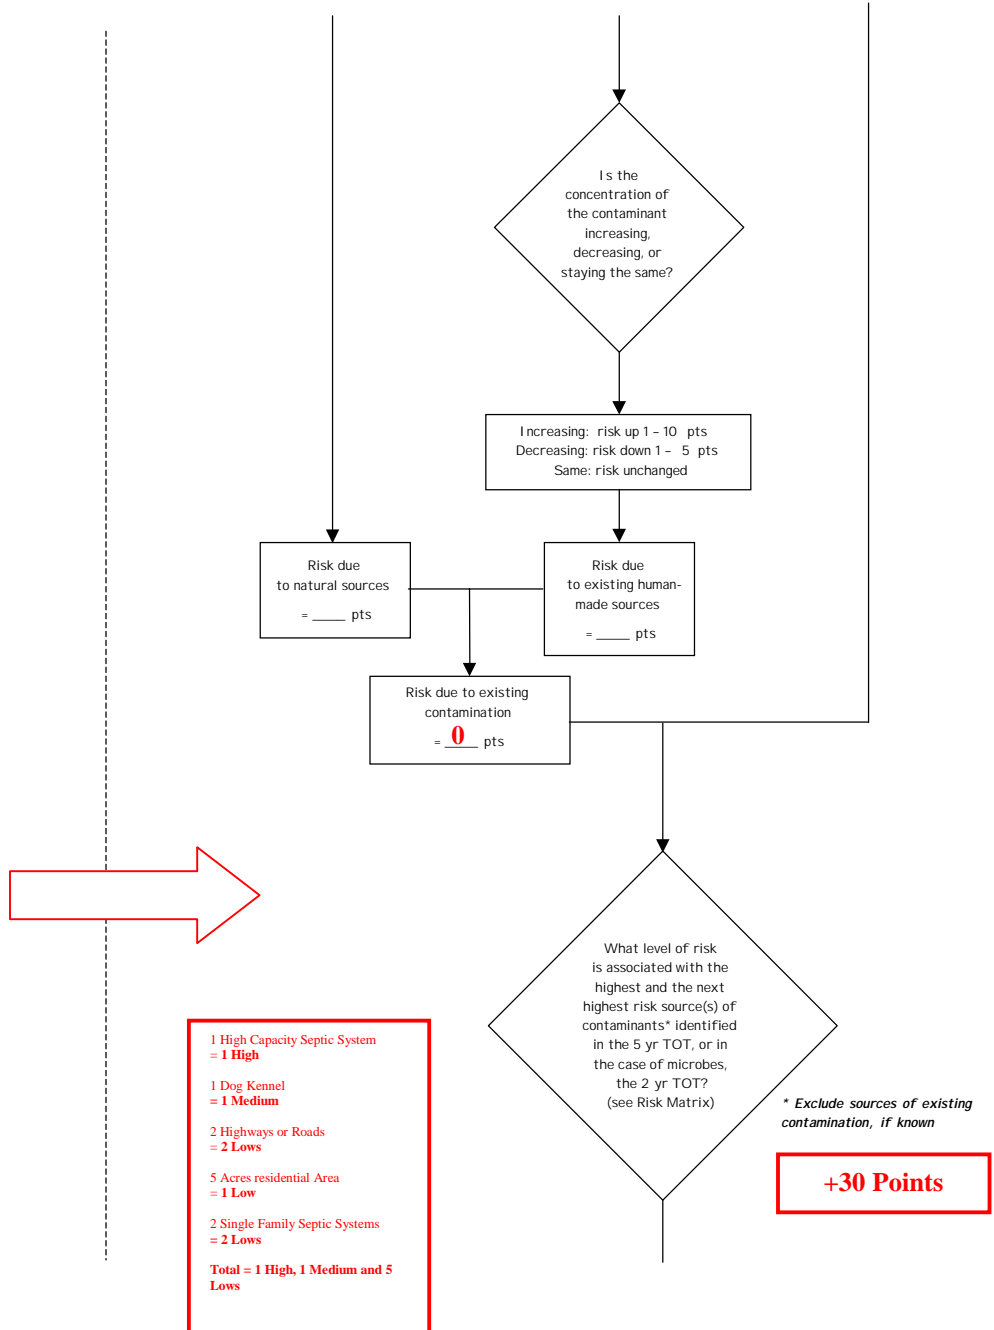 Is the
concentration of
the contaminant
increasing,
decreasing, or
staying the same?
Increasing: risk up 1 – 10 pts
Decreasing: risk down 1 – 5 pts
Same: risk unchanged
Risk due
to natural sources
= ____ pts
Risk due
to existing human-
made sources
= ____ pts
Risk due to existing
contamination
= __0__ pts
What level of risk
is associated with the
highest and the next
highest risk source(s) of
contaminants* identified
in the 5 yr TOT, or in
the case of microbes,
the 2 yr TOT?
(see Risk Matrix)
* Exclude sources of existing
contamination, if known
+30 Points
1 High Capacity Septic System
= 1 High
1 Dog Kennel
= 1 Medium
2 Highways or Roads
= 2 Lows
5 Acres residential Area
= 1 Low
2 Single Family Septic Systems
= 2 Lows
Total = 1 High, 1 Medium and 5
Lows